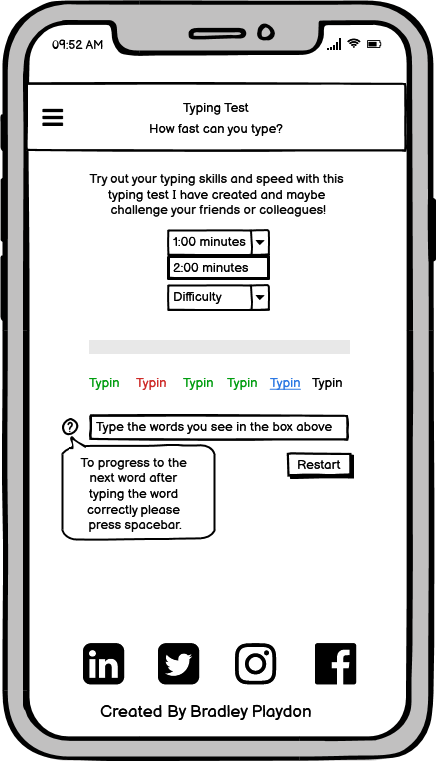 09:52 AM
Typing Test
How fast can you type?
Try out your typing skills and speed with this
typing test I have created and maybe
challenge your friends or colleagues!
1:00 minutes
2:00 minutes
Difficulty
Typin Typin Typin Typin Typin Typin
? Type the words you see in the box above
To progress to the
next word after
typing the word
correctly please
press spacebar.
Restart
in f
Created By Bradley Playdon